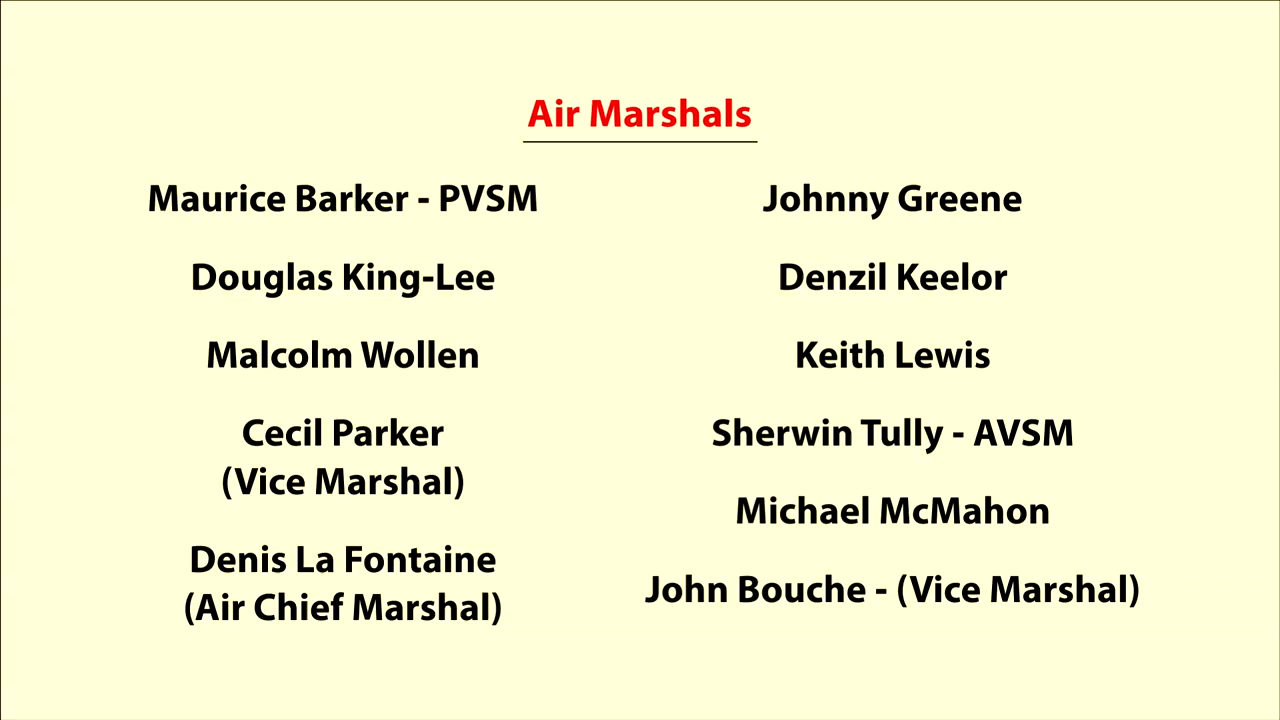 Air Marshals
Maurice Barker - PVSM
Douglas King-Lee
Malcolm Wollen
Cecil Parker
(Vice Marshal)
Denis La Fontaine
(Air Chief Marshal)
Johnny Greene
Denzil Keelor
Keith Lewis
Sherwin Tully - AVSM
Michael McMahon
John Bouche - (Vice Marshal)